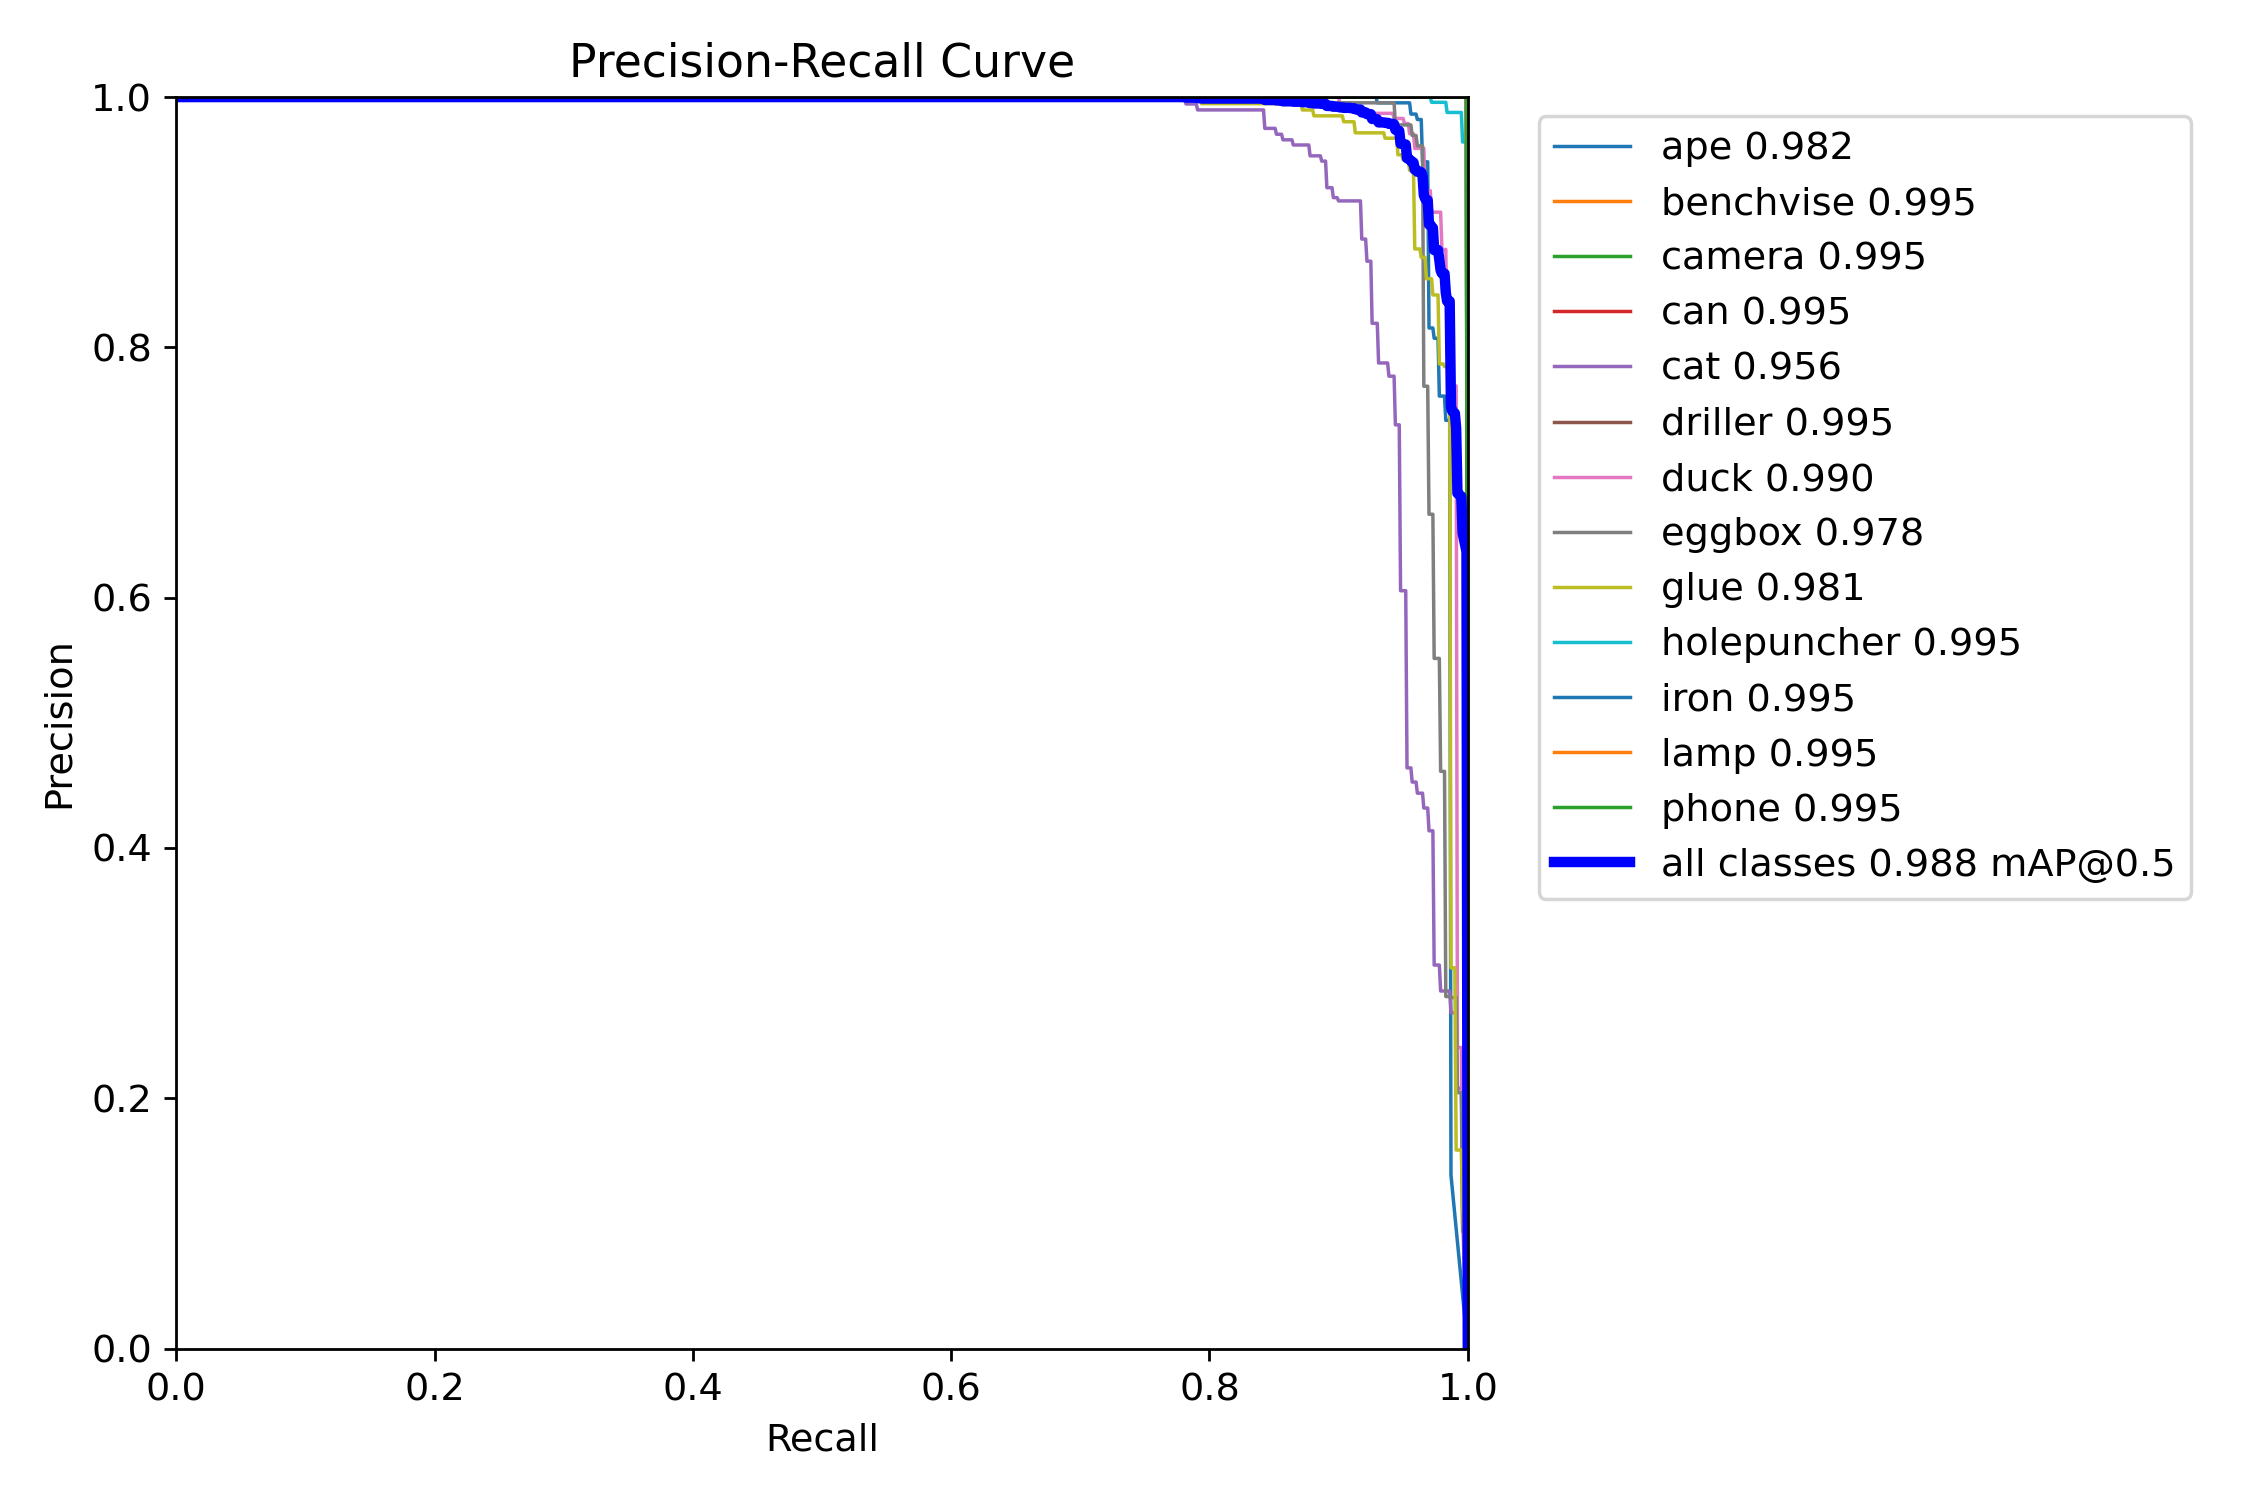 Precision-Recall Curve
1.0
0.8
0.6
0.4
0.2
0.0
Precision
0.0 0.2 0.4 0.6 0.8 1.0
Recall
ape 0.982
benchvise 0.995
camera 0.995
can 0.995
cat 0.956
driller 0.995
duck 0.990
eggbox 0.978
glue 0.981
holepuncher 0.995
iron 0.995
lamp 0.995
phone 0.995
all classes 0.988 mAP@0.5